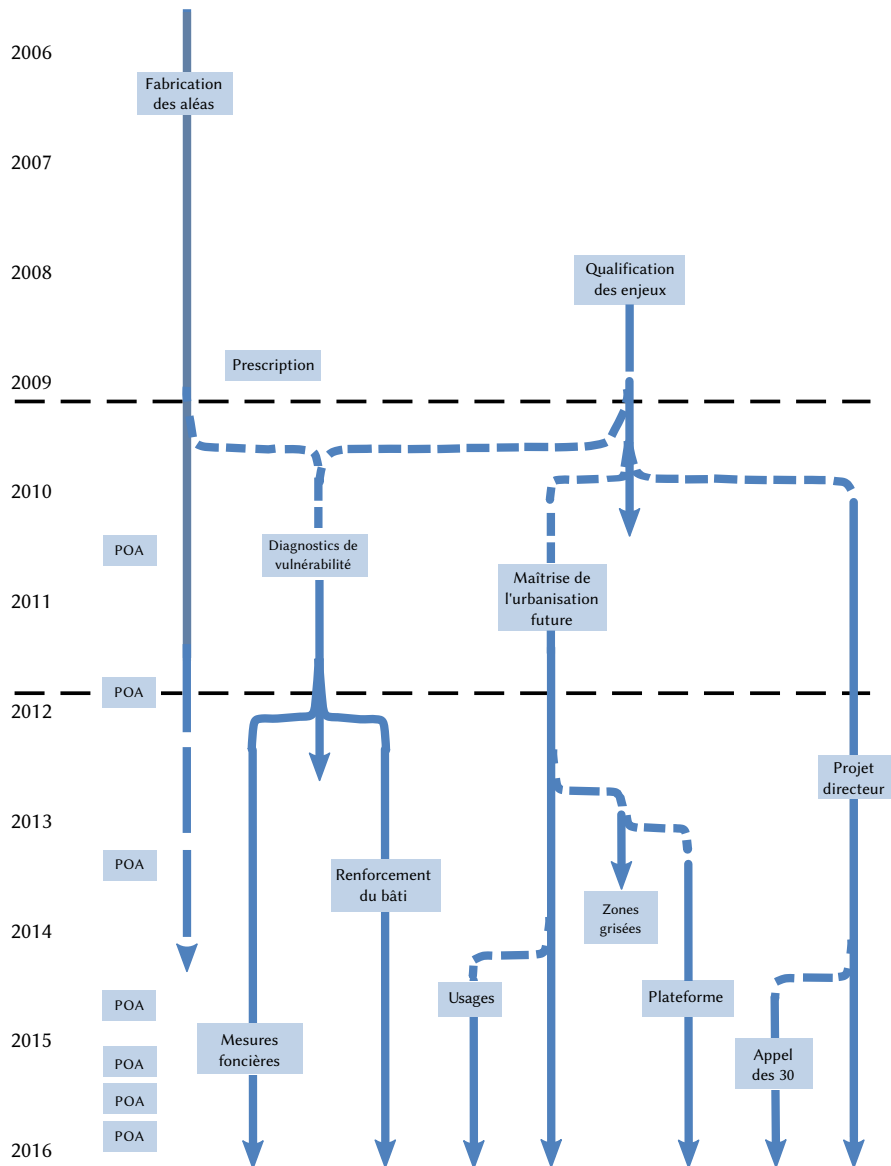 2006
Fabrication
des aléas
2007
2008
Qualification
des enjeux
Prescription
2009
2010
POA
Diagnostics de
vulnérabilité
Maîtrise de
l'urbanisation
future
2011
POA
2012
Projet
directeur
2013
POA
Renforcement
du bâti
Zones
grisées
2014
POA
Usages
Plateforme
2015
Mesures
foncières
POA
Appel
des 30
POA
POA
2016